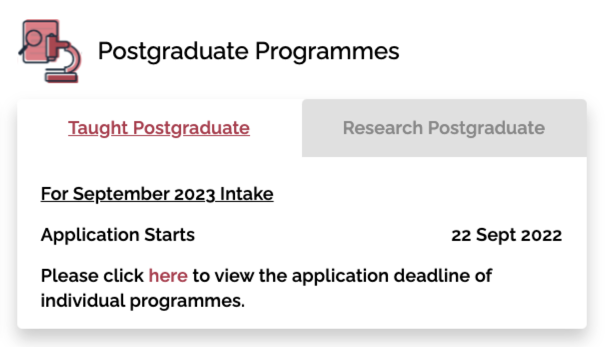 Postgraduate Programmes
Taught Postgraduate
Research Postgraduate
For September 2023 Intake
Application Starts
22 Sept 2022
Please click here to view the application deadline of
individual programmes.